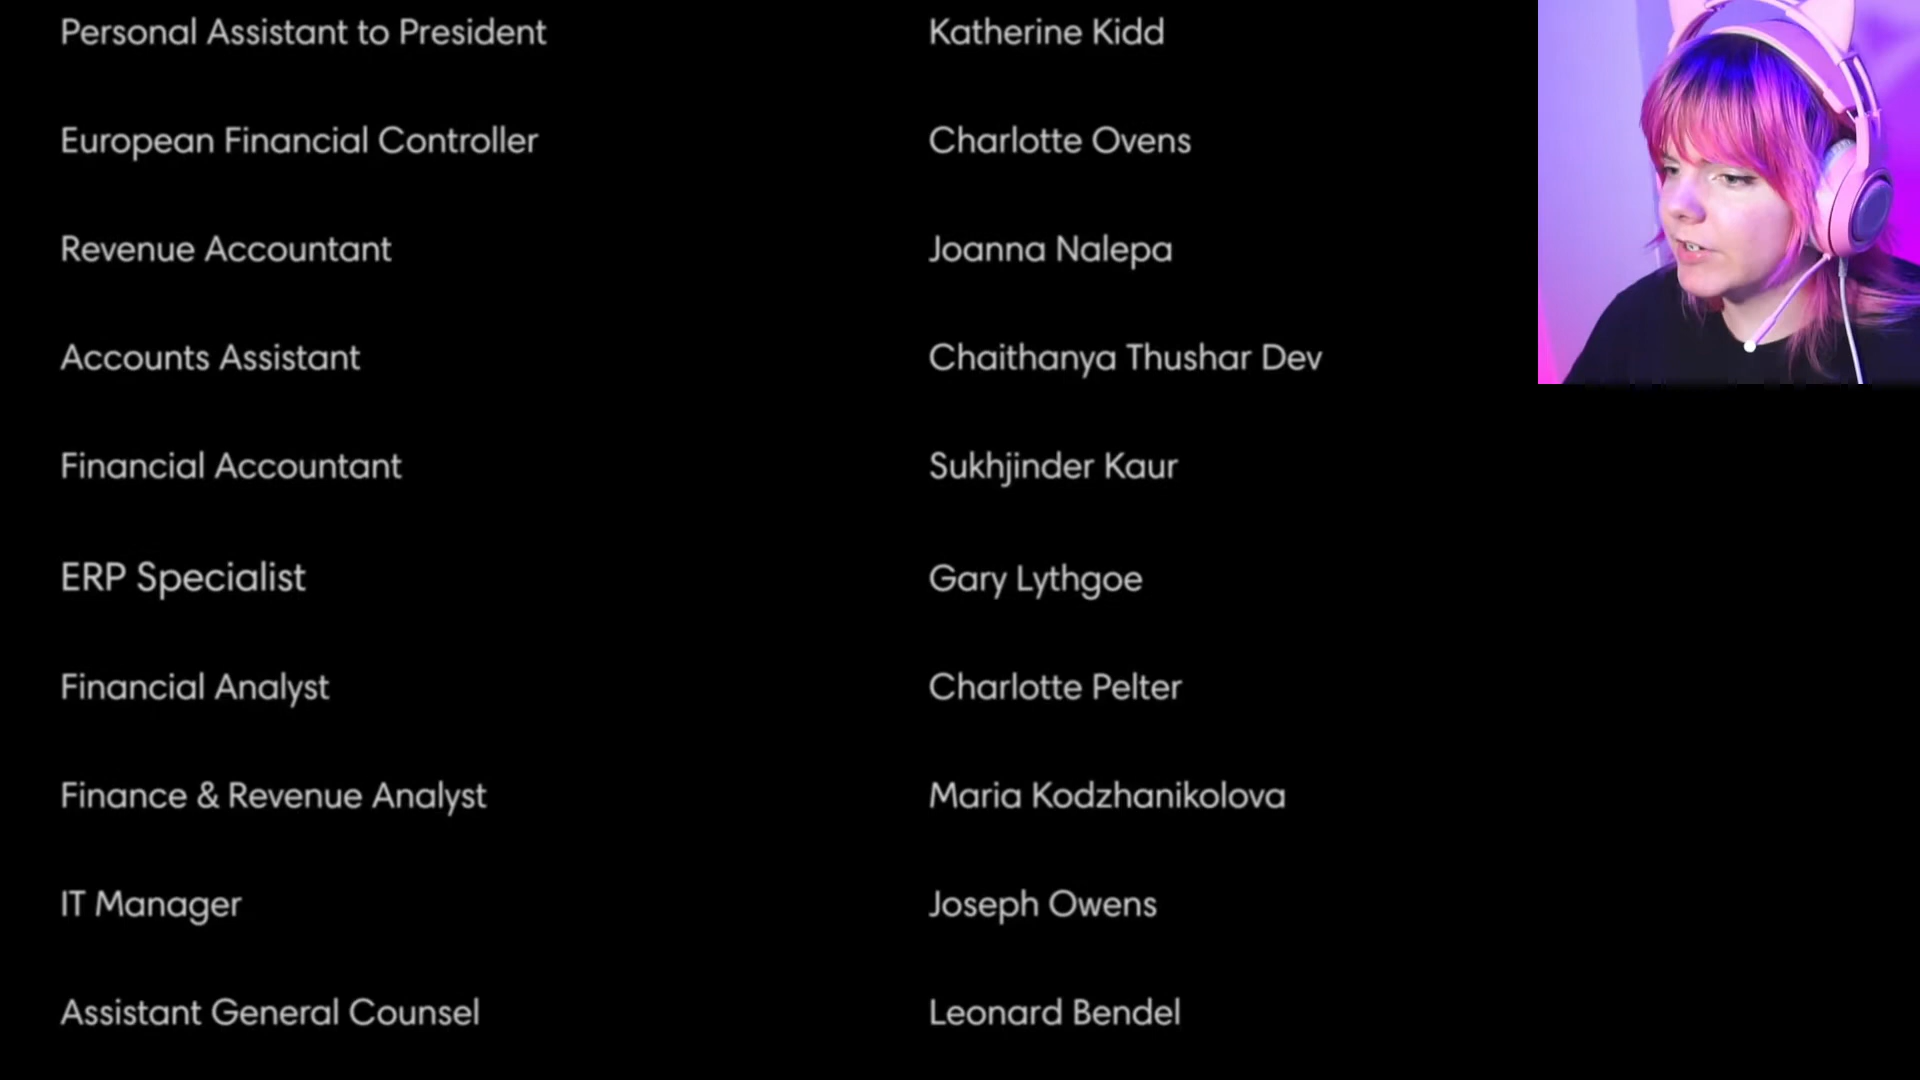 Personal Assistant to President Katherine Kidd
European Financial Controller Charlotte Ovens
Revenue Accountant Joanna Nalepa
Accounts Assistant Chaithanya Thushar Dev
Financial Accountant Sukhjinder Kaur
ERP Specialist Gary Lythgoe
Financial Analyst Charlotte Pelter
Finance & Revenue Analyst Maria Kodzhanikolova
IT Manager Joseph Owens
Assistant General Counsel Leonard Bendel